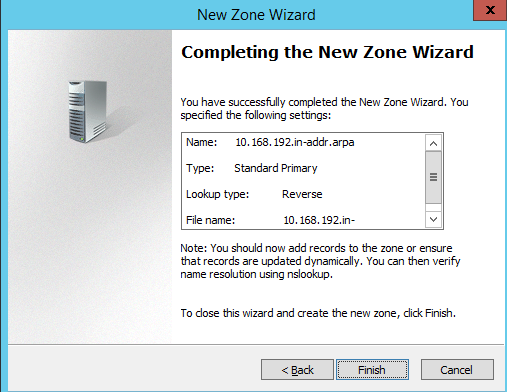 New Zone Wizard
x
Completing the New Zone Wizard
You have successfully completed the New Zone Wizard. You
specified the following settings:
Name: 10.168.192.in-addr.arpa
Type: Standard Primary
Lookup type: Reverse
File name: 10.168.192.in-
Note: You should now add records to the zone or ensure
that records are updated dynamically. You can then verify
name resolution using nslookup.
To close this wizard and create the new zone, click Finish.
< Back Finish Cancel